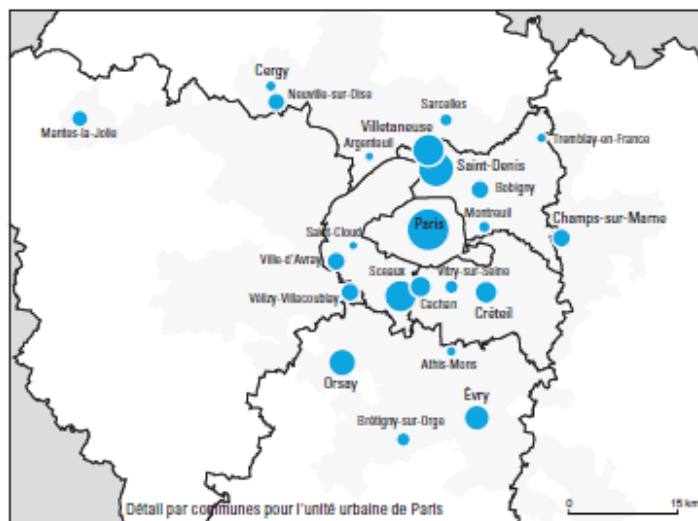 Cergy
Neuville-sur-Oise
Mantes-la-Jolie
Sarcelles
Villetaneuse
Argenteuil
Tremblay-en-France
Saint-Denis
Bobigny
Montreuil
Champs-sur-Marne
Paris
Saint-Cloud
Ville-d'Avray
Sceaux
Vitry-sur-Seine
Vélizy-Villacoublay
Cachan
Créteil
Athis-Mons
Orsay
Évry
Brétigny-sur-Orge
Détail par communes pour l'unité urbaine de Paris
0 15 km